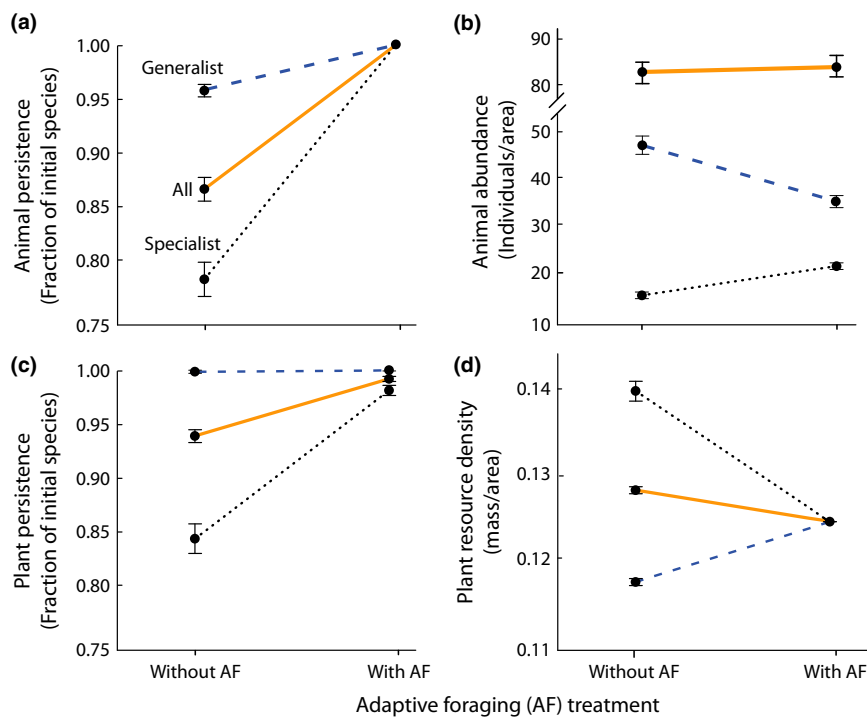 (a)
Animal persistence
(Fraction of initial species)
1.00
0.95
0.90
0.85
0.80
0.75
Generalist
All
Specialist
(b)
Animal abundance
(Individuals/area)
90
80
50
40
30
20
10
(c)
Plant persistence
(Fraction of initial species)
1.00
0.95
0.90
0.85
0.80
0.75
Without AF
With AF
(d)
Plant resource density
(mass/area)
0.14
0.13
0.12
0.11
Without AF
With AF
Adaptive foraging (AF) treatment